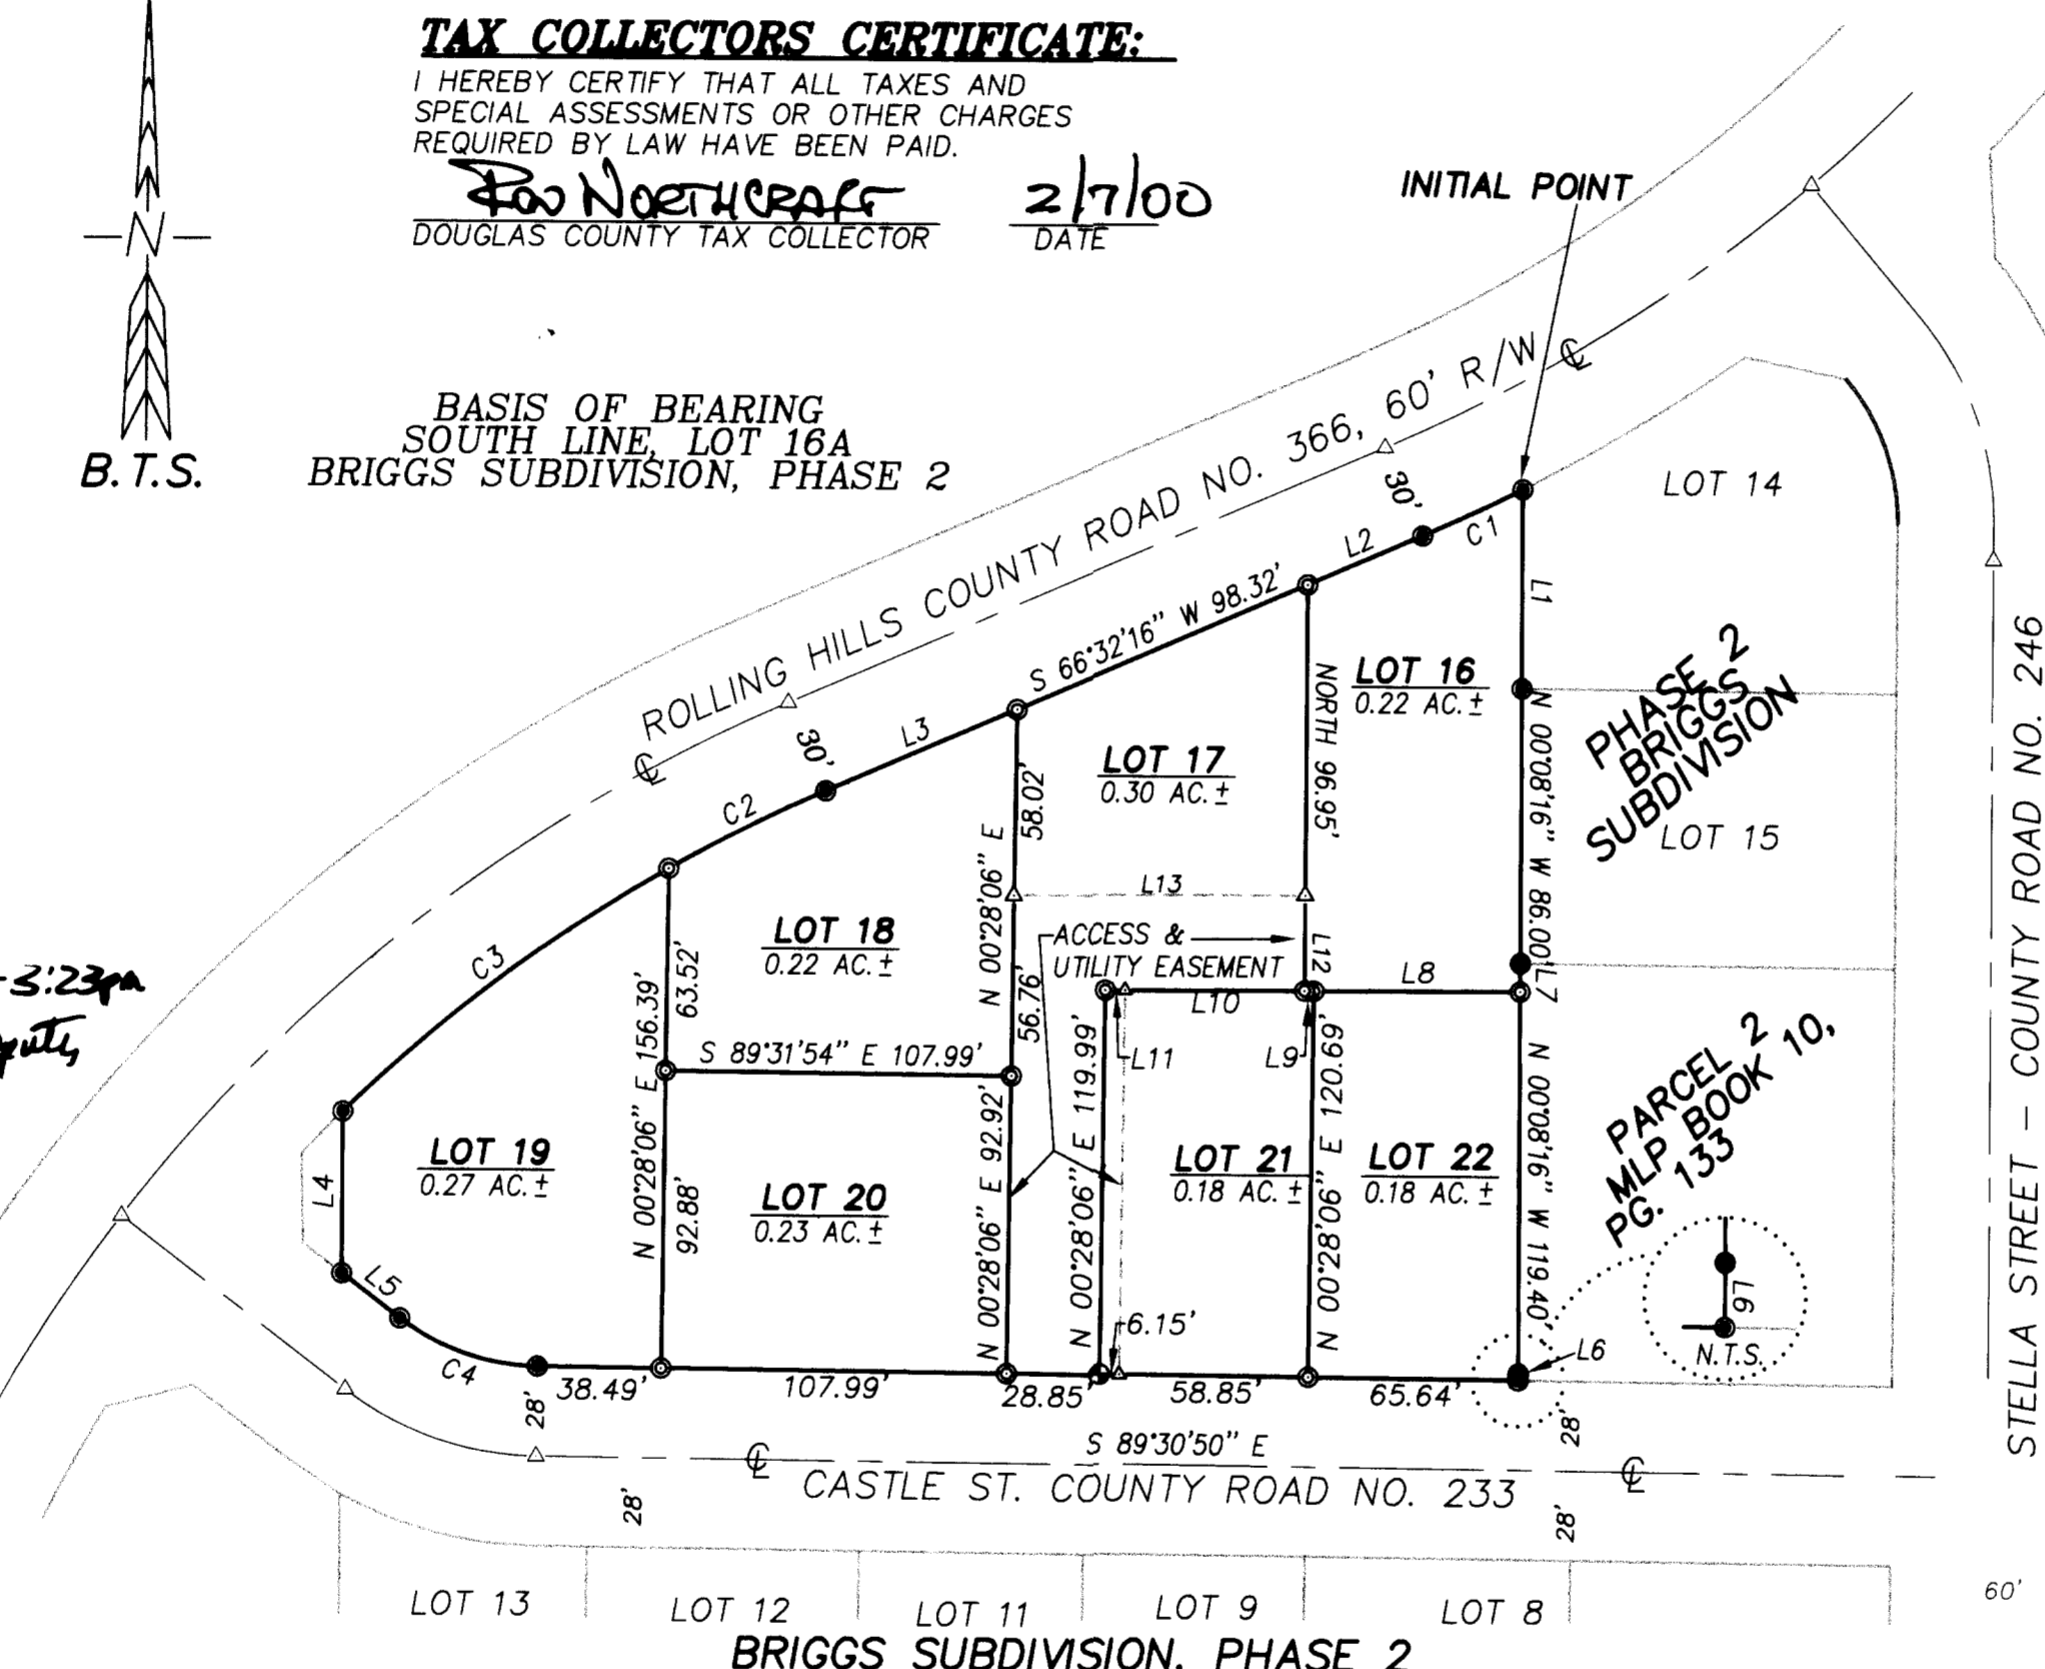 TAX COLLECTORS CERTIFICATE:
I HEREBY CERTIFY THAT ALL TAXES AND
SPECIAL ASSESSMENTS OR OTHER CHARGES
REQUIRED BY LAW HAVE BEEN PAID.
Ron Northcraft 2/7/00
DOUGLAS COUNTY TAX COLLECTOR DATE
N
B.T.S.
BASIS OF BEARING
SOUTH LINE, LOT 16A
BRIGGS SUBDIVISION, PHASE 2
INITIAL POINT
ROLLING HILLS COUNTY ROAD NO. 366, 60' R/W
℄
℄
30'
30'
C1
L2
S 66°32'16" W 98.32'
L3
C2
C3
L1
LOT 14
PHASE 2
BRIGGS
SUBDIVISION
LOT 15
N 00°08'16" W 86.00'
L7
LOT 16
0.22 AC.±
NORTH 96.95'
LOT 17
0.30 AC.±
58.02'
N 00°28'06" E
56.76'
L13
ACCESS &
UTILITY EASEMENT
L12
L8
L10
L9
L11
LOT 18
0.22 AC.±
63.52'
N 00°28'06" E 156.39'
92.88'
S 89°31'54" E 107.99'
3:23pm
LOT 19
0.27 AC.±
L4
L5
C4
LOT 20
0.23 AC.±
N 00°28'06" E 92.92'
N 00°28'06" E 119.99'
LOT 21
0.18 AC.±
N 00°28'06" E 120.69'
LOT 22
0.18 AC.±
N 00°08'16" W 119.40'
PARCEL 2
MLP BOOK 10,
PG. 133
L6
N.T.S.
L6
6.15'
38.49' 107.99' 28.85' 58.85' 65.64'
28'
28'
S 89°30'50" E
℄
℄
CASTLE ST. COUNTY ROAD NO. 233
28'
28'
STELLA STREET - COUNTY ROAD NO. 246
60'
LOT 13 LOT 12 LOT 11 LOT 9 LOT 8
BRIGGS SUBDIVISION, PHASE 2